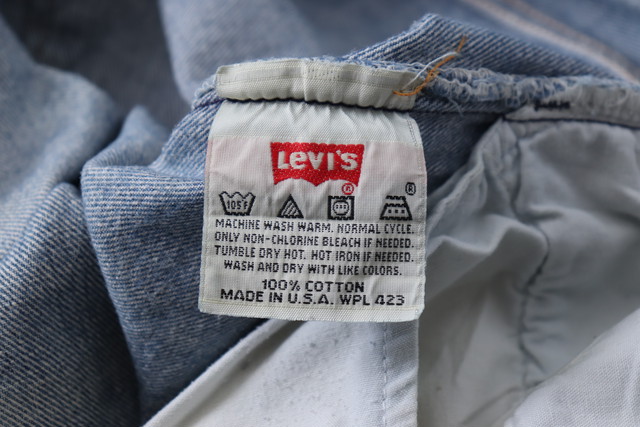 Levi's
105°F
MACHINE WASH WARM. NORMAL CYCLE.
ONLY NON-CHLORINE BLEACH IF NEEDED.
TUMBLE DRY HOT. HOT IRON IF NEEDED.
WASH AND DRY WITH LIKE COLORS.
100% COTTON
MADE IN U.S.A. WPL 423